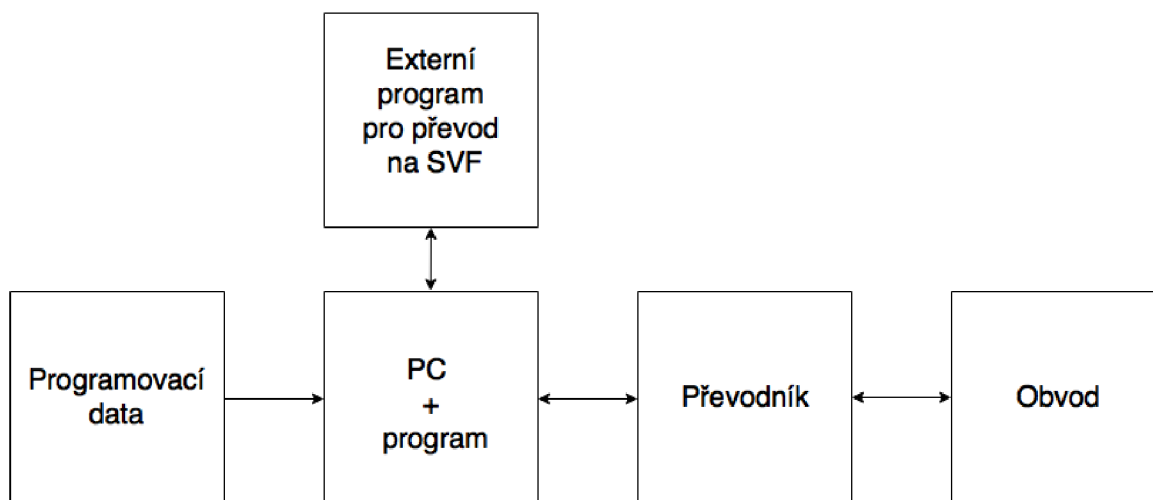 Externí
program
pro převod
na SVF
Programovací
data
PC
+
program
Převodník
Obvod